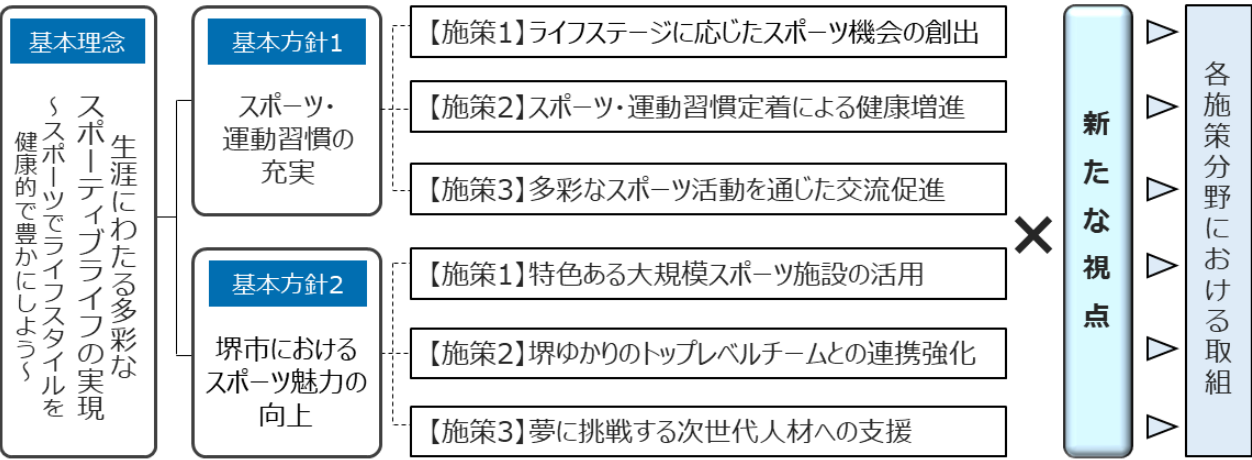 基本理念
生涯にわたる多彩な
スポーティブライフの実現
～スポーツでライフスタイルを
健康的で豊かにしよう～
基本方針1
スポーツ・
運動習慣の
充実
【施策1】ライフステージに応じたスポーツ機会の創出
【施策2】スポーツ・運動習慣定着による健康増進
【施策3】多彩なスポーツ活動を通じた交流促進
基本方針2
堺市における
スポーツ魅力の
向上
【施策1】特色ある大規模スポーツ施設の活用
【施策2】堺ゆかりのトップレベルチームとの連携強化
【施策3】夢に挑戦する次世代人材への支援
×
新たな視点
各施策分野における取組